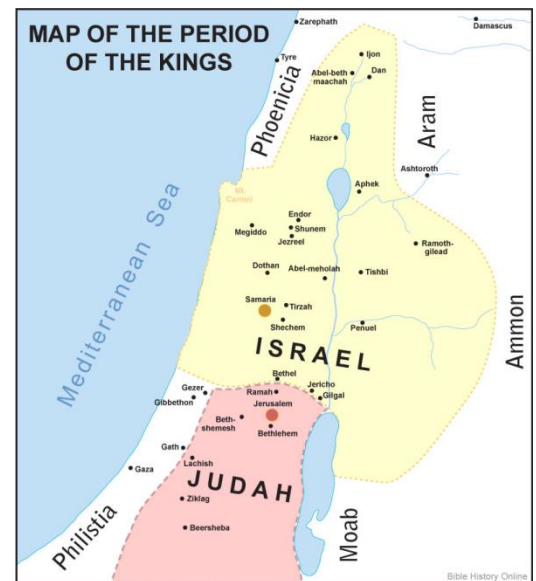 MAP OF THE PERIOD
OF THE KINGS
Zarephath
Damascus
Tyre
Ijon
Abel-beth
maachah
Dan
Phoenicia
Aram
Hazor
Ashtoroth
Aphek
Mt.
Carmel
Mediterranean Sea
Endor
Shunem
Megiddo
Jezreel
Ramoth-
gilead
Dothan
Abel-meholah
Tishbi
Samaria
Tirzah
Shechem
Penuel
Ammon
ISRAEL
Bethel
Jericho
Gezer
Ramah
Gilgal
Gibbethon
Jerusalem
Beth-
shemesh
Bethlehem
Gath
Lachish
Gaza
JUDAH
Ziklag
Moab
Philistia
Beersheba
Bible History Online